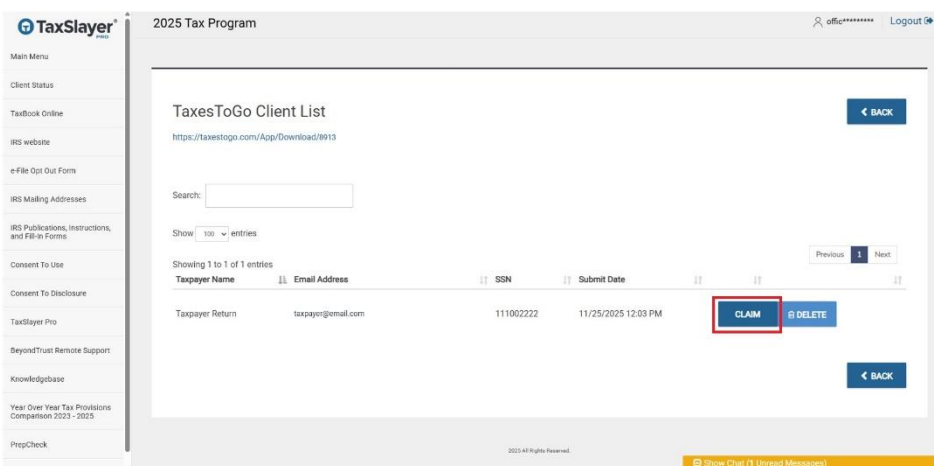 TaxSlayer®
PRO
2025 Tax Program
offic*********
Logout
Main Menu
Client Status
TaxBook Online
IRS website
e-File Opt Out Form
IRS Mailing Addresses
IRS Publications, Instructions,
and Fill-in Forms
Consent To Use
Consent To Disclosure
TaxSlayer Pro
BeyondTrust Remote Support
Knowledgebase
Year Over Year Tax Provisions
Comparison 2023 - 2025
PrepCheck
TaxesToGo Client List
BACK
https://taxestogo.com/App/Download/8913
Search:
Show 100 entries
Previous 1 Next
Showing 1 to 1 of 1 entries
Taxpayer Name Email Address SSN Submit Date
Taxpayer Return taxpayer@email.com 111002222 11/25/2025 12:03 PM CLAIM DELETE
BACK
2025 All Rights Reserved.
Show Chat (1 Unread Messages)